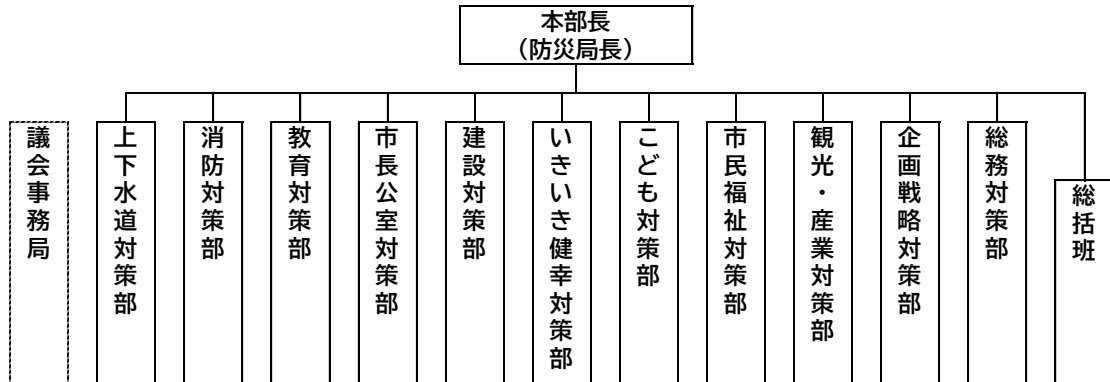 本部長
（防災局長）
総括班
総務対策部
企画戦略対策部
観光・産業対策部
市民福祉対策部
こども対策部
いきいき健幸対策部
建設対策部
市長公室対策部
教育対策部
消防対策部
上下水道対策部
議会事務局